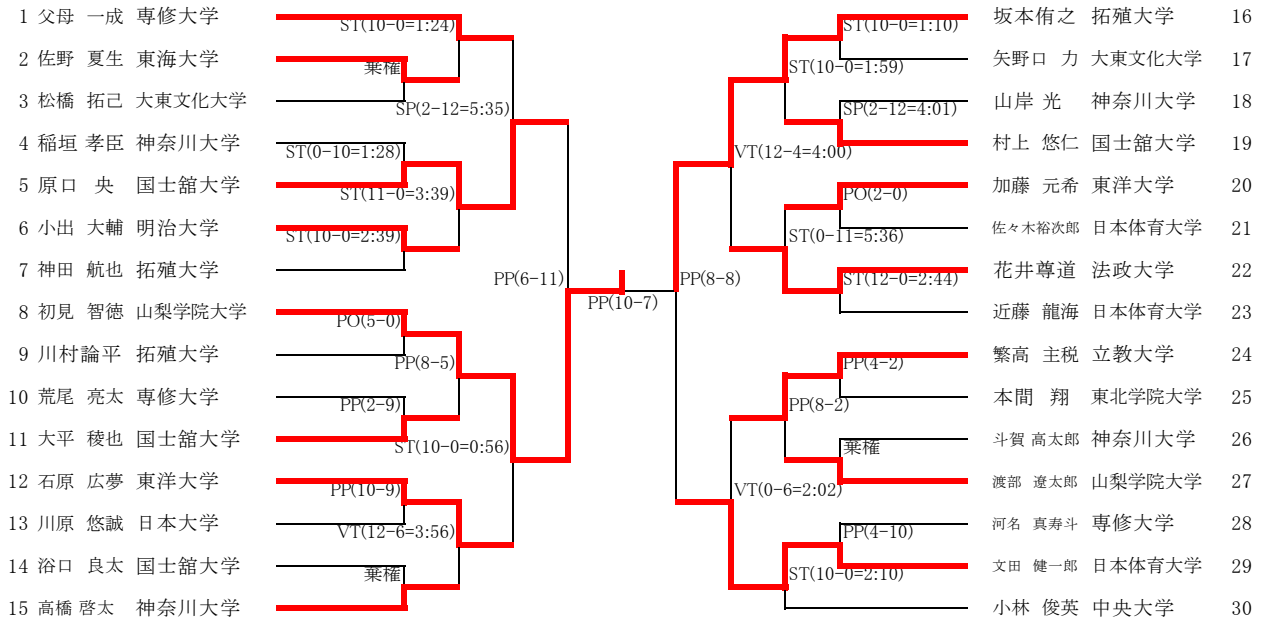 1 父母 一成 専修大学
ST(10-0=1:24)
2 佐野 夏生 東海大学
棄権
3 松橋 拓己 大東文化大学
SP(2-12=5:35)
4 稲垣 孝臣 神奈川大学
ST(0-10=1:28)
5 原口 央 国士舘大学
ST(11-0=3:39)
6 小出 大輔 明治大学
ST(10-0=2:39)
7 神田 航也 拓殖大学
PP(6-11)
8 初見 智徳 山梨学院大学
PO(5-0)
9 川村論平 拓殖大学
PP(8-5)
10 荒尾 亮太 専修大学
PP(2-9)
11 大平 稜也 国士舘大学
ST(10-0=0:56)
12 石原 広夢 東洋大学
PP(10-9)
13 川原 悠誠 日本大学
VT(12-6=3:56)
14 浴口 良太 国士舘大学
棄権
15 高橋 啓太 神奈川大学
PP(10-7)
坂本侑之 拓殖大学 16
ST(10-0=1:10)
矢野口 力 大東文化大学 17
ST(10-0=1:59)
山岸 光 神奈川大学 18
SP(2-12=4:01)
村上 悠仁 国士舘大学 19
VT(12-4=4:00)
加藤 元希 東洋大学 20
PO(2-0)
佐々木裕次郎 日本体育大学 21
ST(0-11=5:36)
花井尊道 法政大学 22
ST(12-0=2:44)
PP(8-8)
近藤 龍海 日本体育大学 23
繁高 主税 立教大学 24
PP(4-2)
本間 翔 東北学院大学 25
PP(8-2)
斗賀 高太郎 神奈川大学 26
棄権
渡部 遼太郎 山梨学院大学 27
VT(0-6=2:02)
河名 真寿斗 専修大学 28
PP(4-10)
文田 健一郎 日本体育大学 29
ST(10-0=2:10)
小林 俊英 中央大学 30